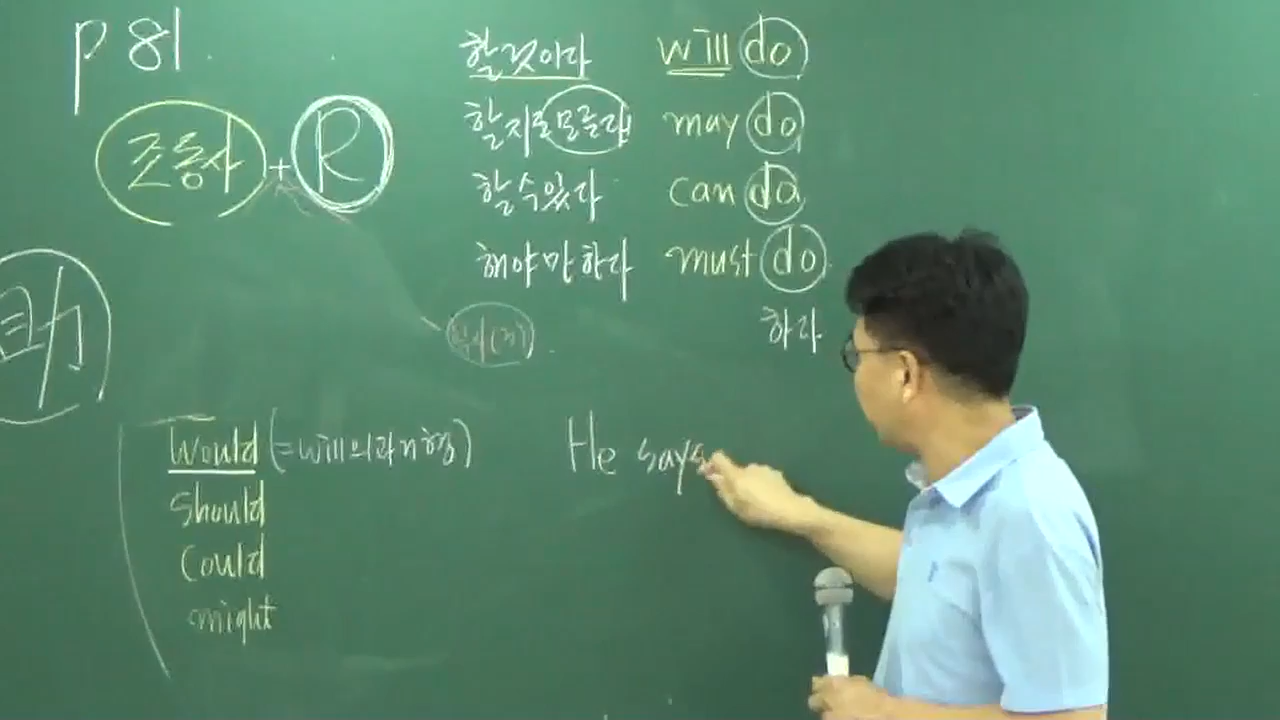 p 81.
조동사 + R
할것이다 will do
할지도모른다 may do
할수있다 can do
해야만하다 must do
하라
助
would (= will의과거형)
should
could
might
He says